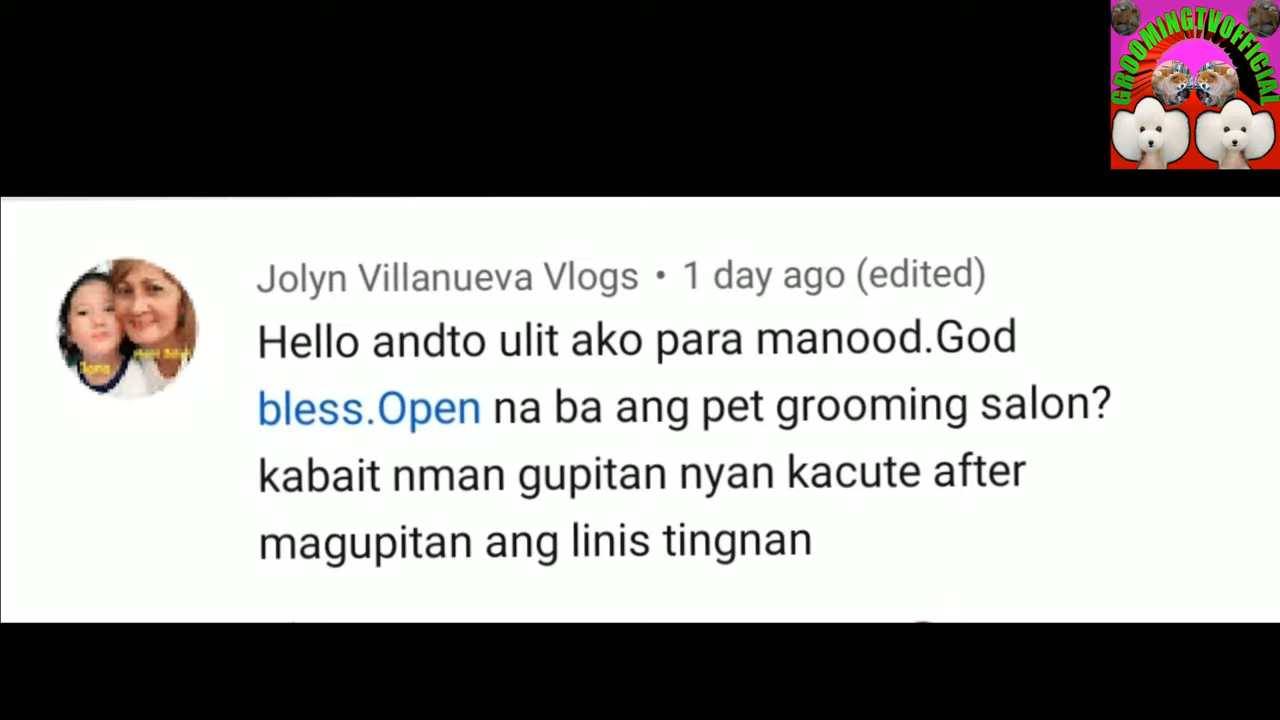 GROOMINGTVOFFICIAL
Jolyn Villanueva Vlogs • 1 day ago (edited)
Hello andto ulit ako para manood.God
bless.Open na ba ang pet grooming salon?
kabait nman gupitan nyan kacute after
magupitan ang linis tingnan